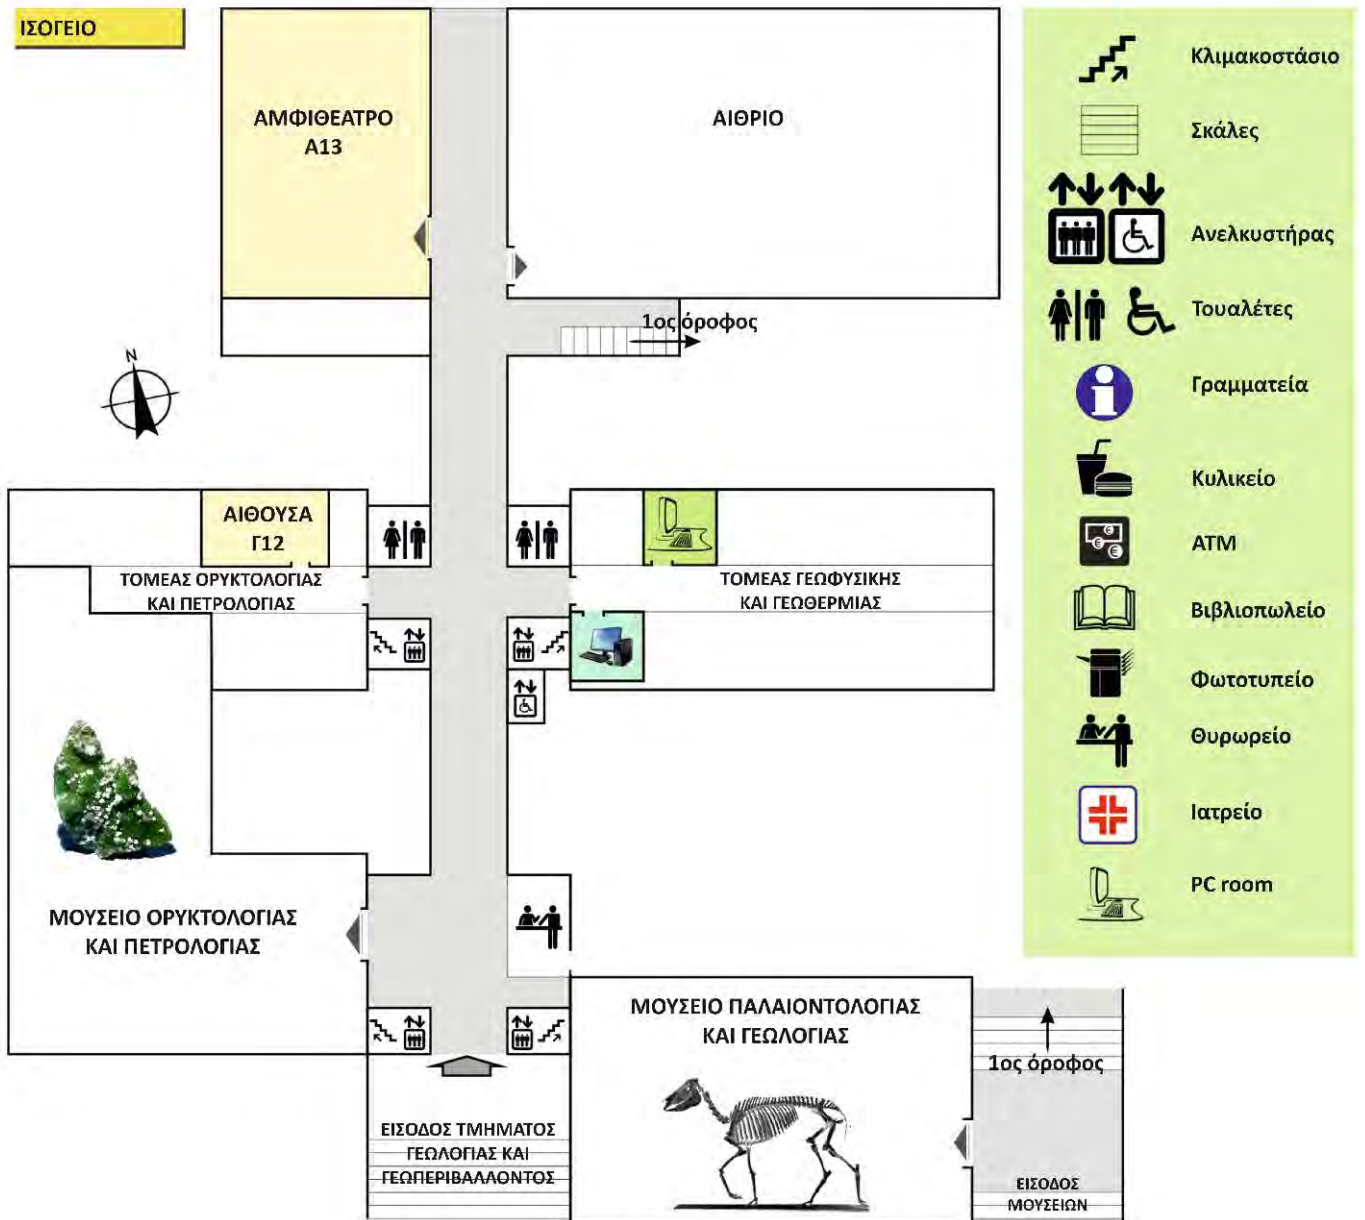 ΙΣΟΓΕΙΟ
ΑΜΦΙΘΕΑΤΡΟ
Α13
ΑΙΘΡΙΟ
1ος όροφος
N
ΑΙΘΟΥΣΑ
Γ12
ΤΟΜΕΑΣ ΟΡΥΚΤΟΛΟΓΙΑΣ
ΚΑΙ ΠΕΤΡΟΛΟΓΙΑΣ
ΤΟΜΕΑΣ ΓΕΩΦΥΣΙΚΗΣ
ΚΑΙ ΓΕΩΘΕΡΜΙΑΣ
ΜΟΥΣΕΙΟ ΟΡΥΚΤΟΛΟΓΙΑΣ
ΚΑΙ ΠΕΤΡΟΛΟΓΙΑΣ
ΜΟΥΣΕΙΟ ΠΑΛΑΙΟΝΤΟΛΟΓΙΑΣ
ΚΑΙ ΓΕΩΛΟΓΙΑΣ
1ος όροφος
ΕΙΣΟΔΟΣ ΤΜΗΜΑΤΟΣ
ΓΕΩΛΟΓΙΑΣ ΚΑΙ
ΓΕΩΠΕΡΙΒΑΛΛΟΝΤΟΣ
ΕΙΣΟΔΟΣ
ΜΟΥΣΕΙΩΝ
Κλιμακοστάσιο
Σκάλες
Ανελκυστήρας
Τουαλέτες
Γραμματεία
Κυλικείο
ATM
Βιβλιοπωλείο
Φωτοτυπείο
Θυρωρείο
Ιατρείο
PC room